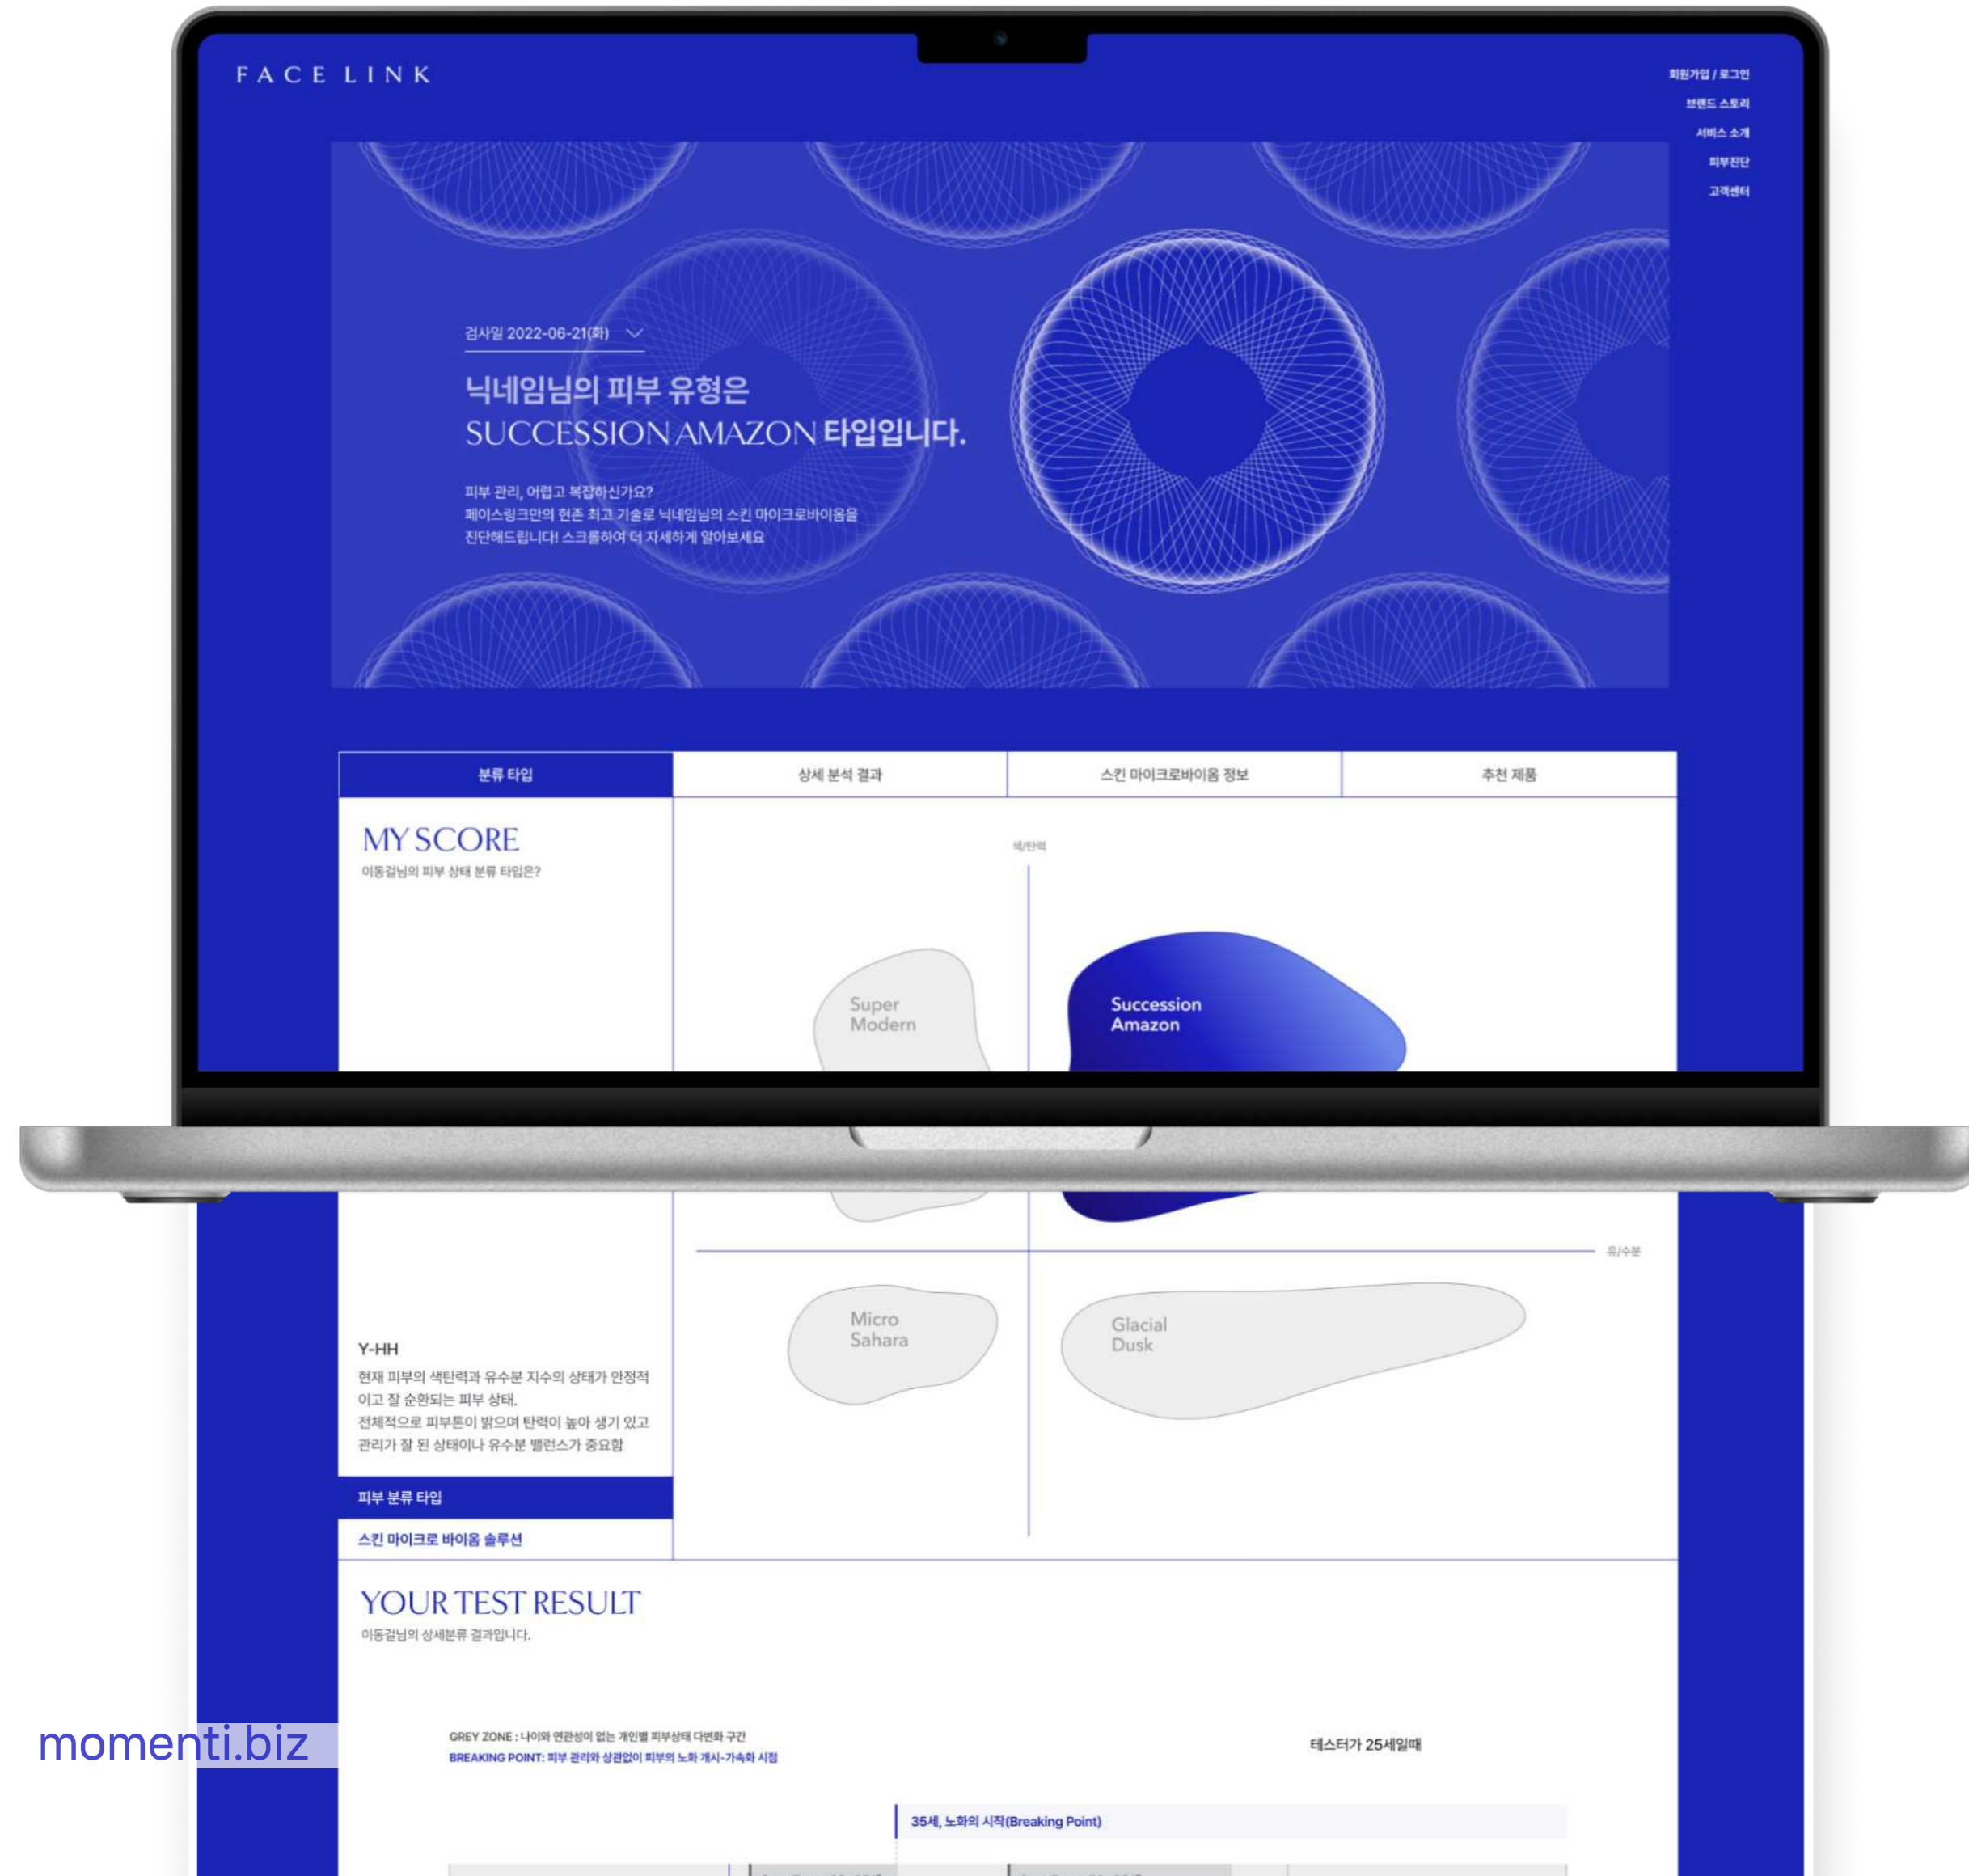 FACE LINK
회원가입 / 로그인
브랜드 스토리
서비스 소개
피부진단
고객센터
검사일 2022-06-21(화)
닉네임님의 피부 유형은
SUCCESSION AMAZON 타입입니다.
피부 관리, 어렵고 복잡하신가요?
페이스링크만의 현존 최고 기술로 닉네임님의 스킨 마이크로바이옴을
진단해드립니다! 스크롤하여 더 자세하게 알아보세요
분류 타입
상세 분석 결과
스킨 마이크로바이옴 정보
추천 제품
MY SCORE
이동걸님의 피부 상태 분류 타입은?
색/탄력
Super
Modern
Succession
Amazon
유/수분
Micro
Sahara
Glacial
Dusk
Y-HH
현재 피부의 색탄력과 유수분 지수의 상태가 안정적
이고 잘 순환되는 피부 상태.
전체적으로 피부톤이 밝으며 탄력이 높아 생기 있고
관리가 잘 된 상태이나 유수분 밸런스가 중요함
피부 분류 타입
스킨 마이크로 바이옴 솔루션
YOUR TEST RESULT
이동걸님의 상세분류 결과입니다.
momenti.biz
GREY ZONE : 나이와 연관성이 없는 개인별 피부상태 다변화 구간
BREAKING POINT: 피부 관리와 상관없이 피부의 노화 개시-가속화 시점
테스터가 25세일때
35세, 노화의 시작(Breaking Point)